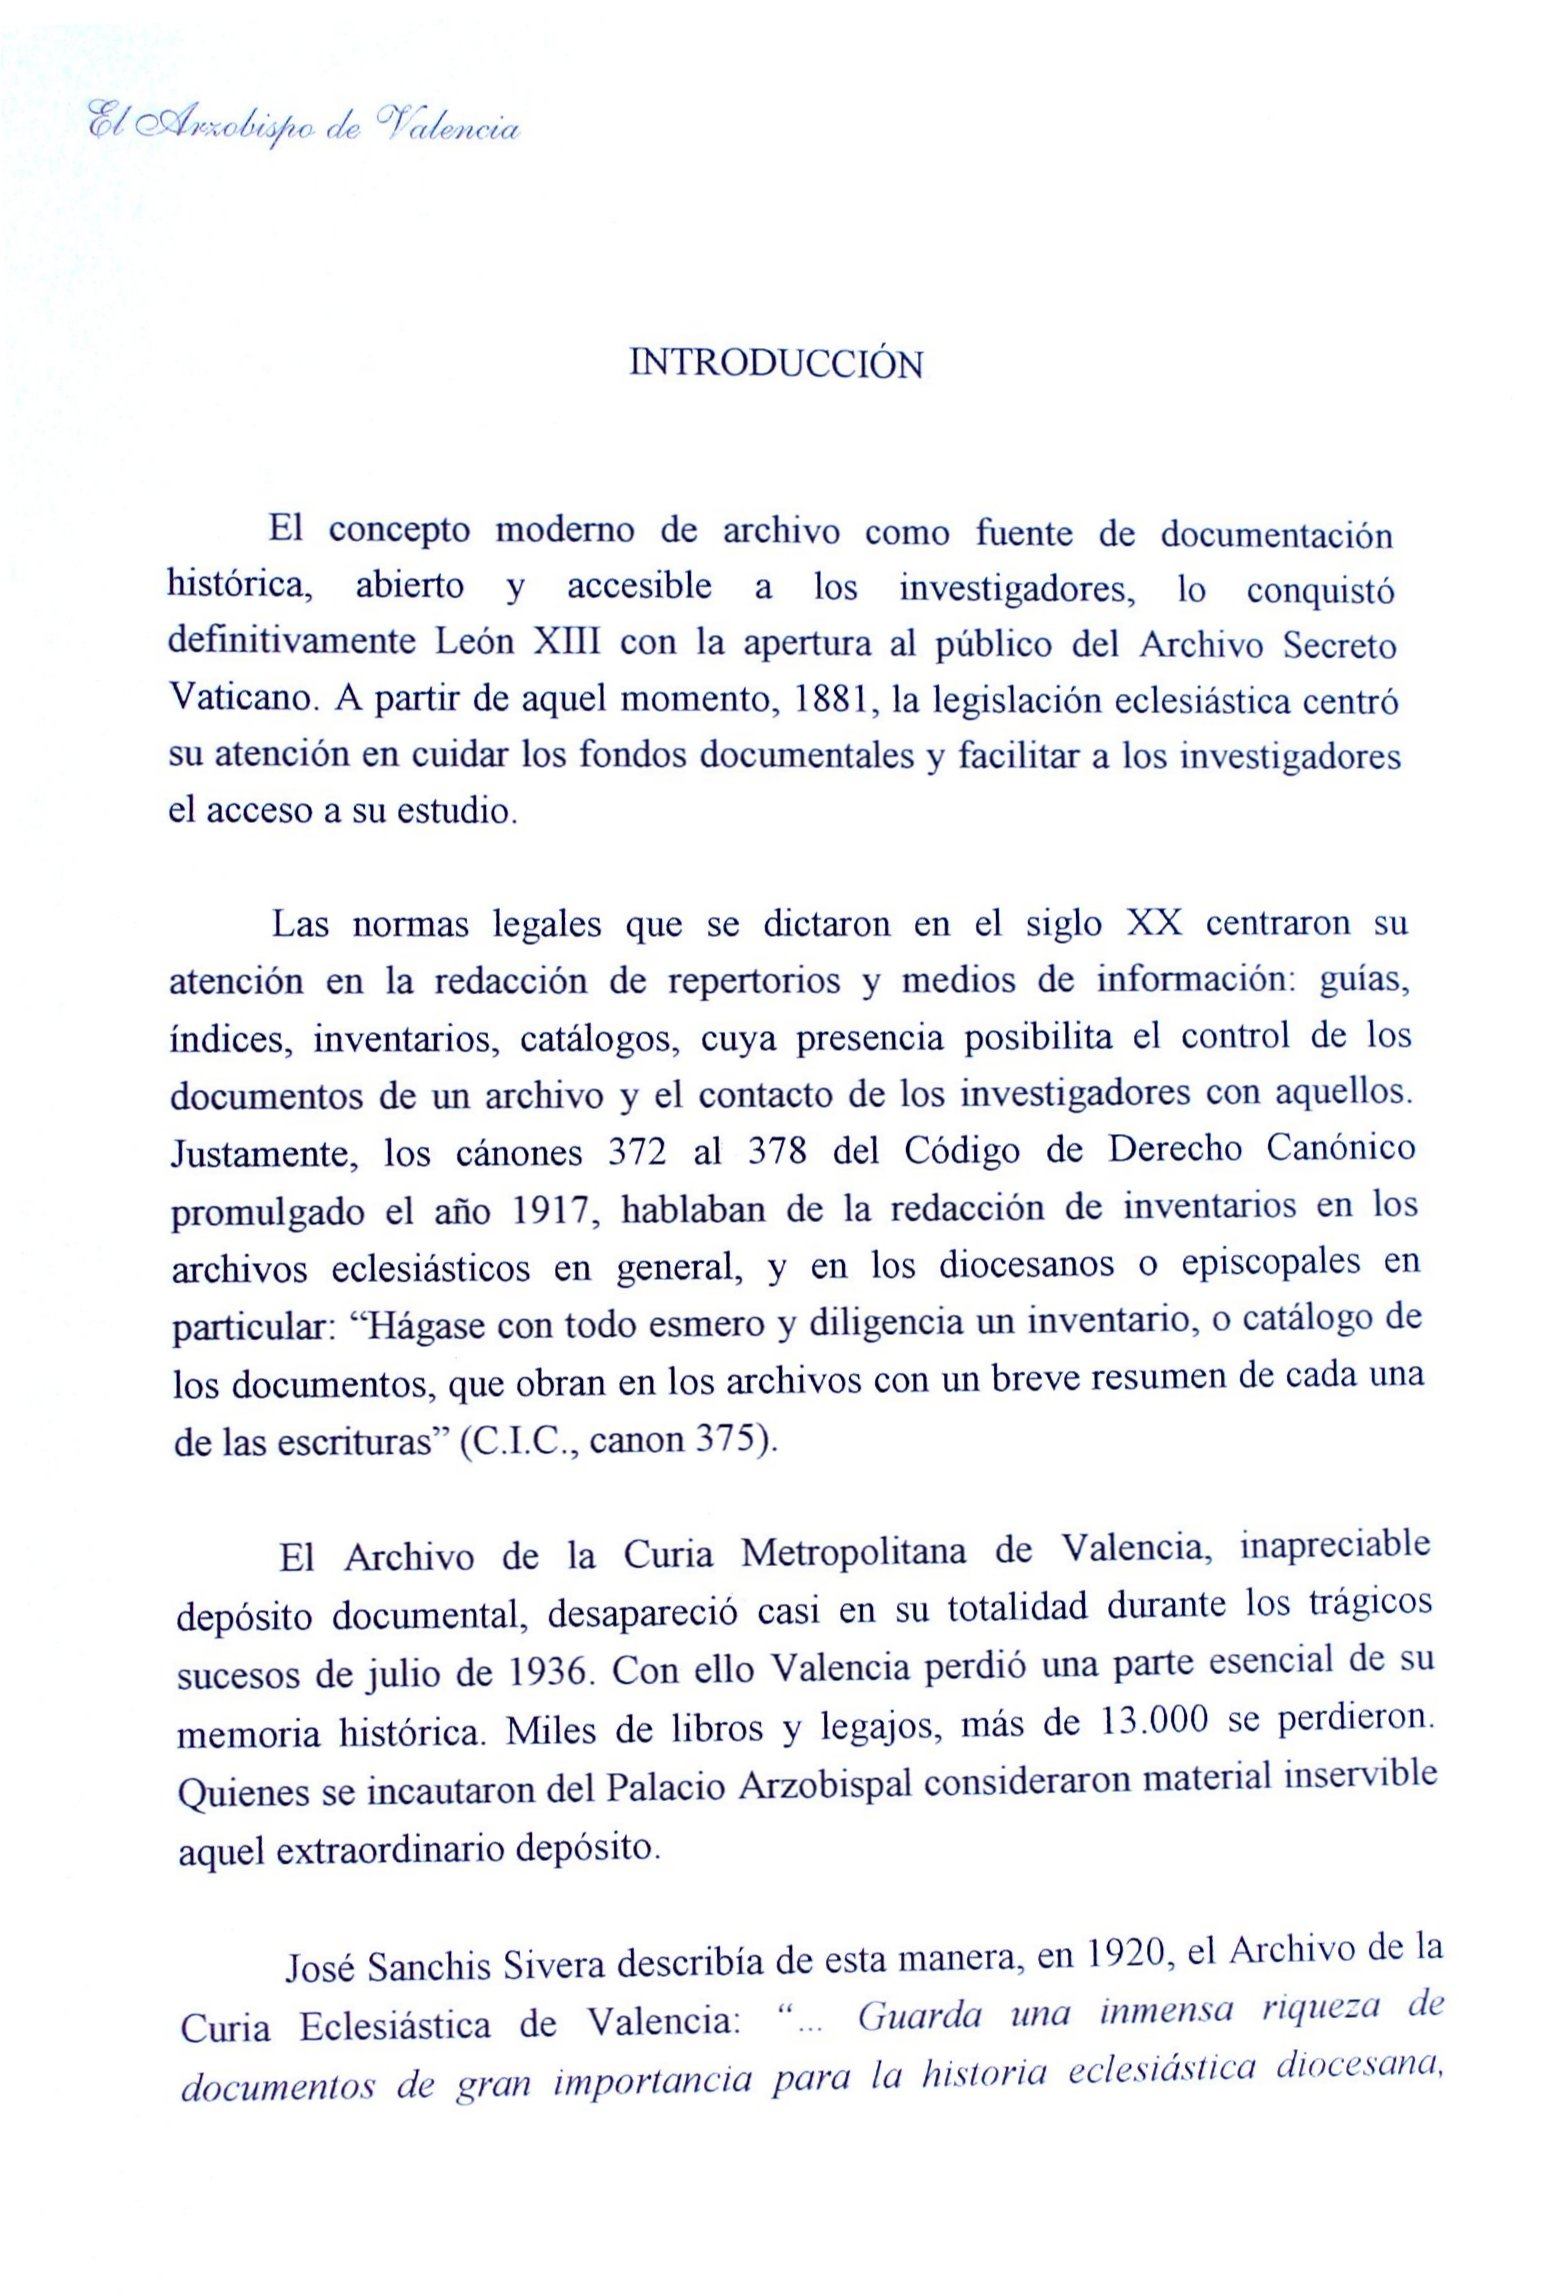 El Arzobispo de Valencia
INTRODUCCIÓN
El concepto moderno de archivo como fuente de documentación
histórica, abierto y accesible a los investigadores, lo conquistó
definitivamente León XIII con la apertura al público del Archivo Secreto
Vaticano. A partir de aquel momento, 1881, la legislación eclesiástica centró
su atención en cuidar los fondos documentales y facilitar a los investigadores
el acceso a su estudio.
Las normas legales que se dictaron en el siglo XX centraron su
atención en la redacción de repertorios y medios de información: guías,
índices, inventarios, catálogos, cuya presencia posibilita el control de los
documentos de un archivo y el contacto de los investigadores con aquellos.
Justamente, los cánones 372 al 378 del Código de Derecho Canónico
promulgado el año 1917, hablaban de la redacción de inventarios en los
archivos eclesiásticos en general, y en los diocesanos o episcopales en
particular: “Hágase con todo esmero y diligencia un inventario, o catálogo de
los documentos, que obran en los archivos con un breve resumen de cada una
de las escrituras” (C.I.C., canon 375).
El Archivo de la Curia Metropolitana de Valencia, inapreciable
depósito documental, desapareció casi en su totalidad durante los trágicos
sucesos de julio de 1936. Con ello Valencia perdió una parte esencial de su
memoria histórica. Miles de libros y legajos, más de 13.000 se perdieron.
Quienes se incautaron del Palacio Arzobispal consideraron material inservible
aquel extraordinario depósito.
José Sanchis Sivera describía de esta manera, en 1920, el Archivo de la
Curia Eclesiástica de Valencia: “... Guarda una inmensa riqueza de
documentos de gran importancia para la historia eclesiástica diocesana,